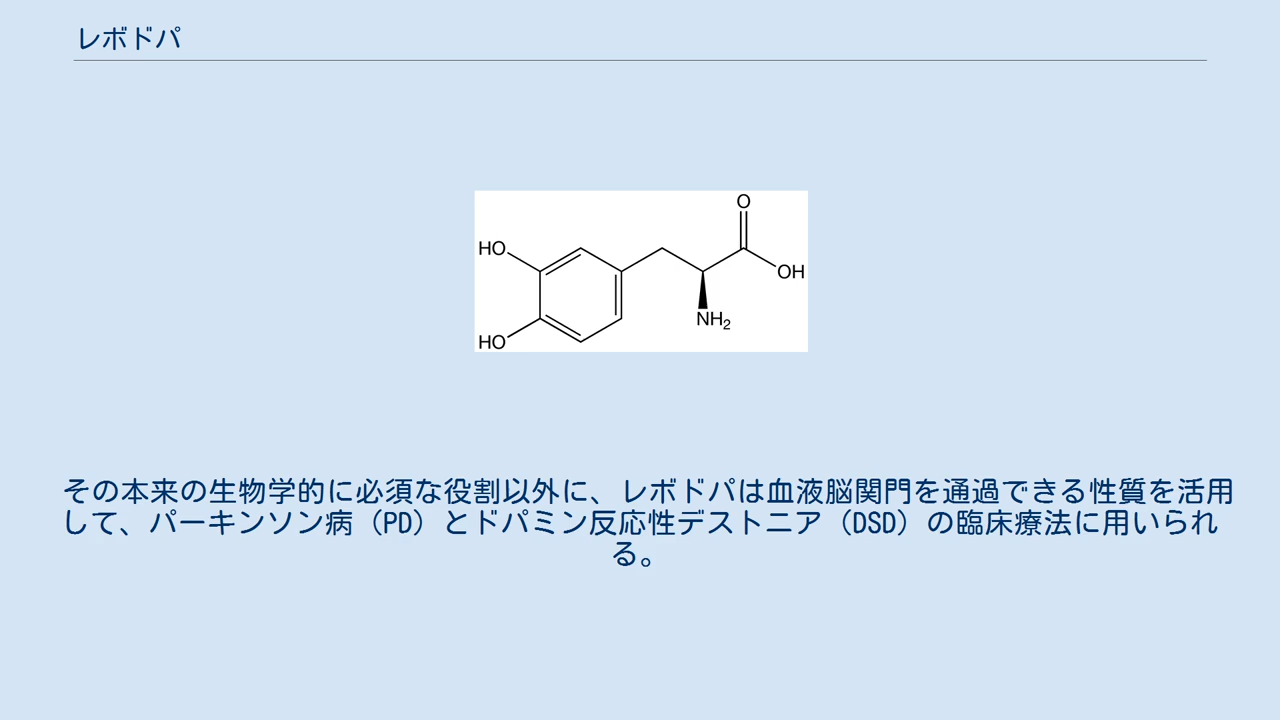 レボドパ
O
HO
OH
NH2
HO
その本来の生物学的に必須な役割以外に、レボドパは血液脳関門を通過できる性質を活用
して、パーキンソン病（PD）とドパミン反応性デストニア（DSD）の臨床療法に用いられ
る。